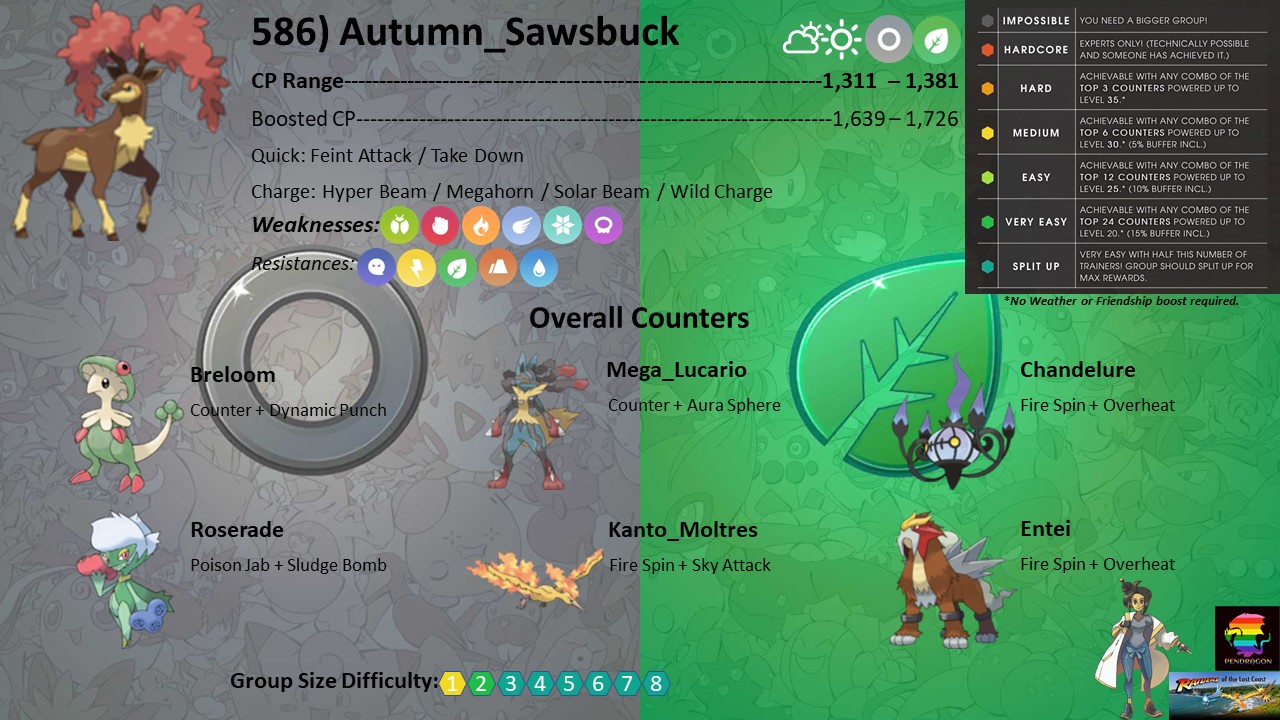 586) Autumn_Sawsbuck
CP Range-----------------------------------------------------------------------1,311 – 1,381
Boosted CP--------------------------------------------------------------------1,639 – 1,726
Quick: Feint Attack / Take Down
Charge: Hyper Beam / Megahorn / Solar Beam / Wild Charge
Weaknesses:
Resistances:
IMPOSSIBLE YOU NEED A BIGGER GROUP!
HARDCORE EXPERTS ONLY! (TECHNICALLY POSSIBLE
AND SOMEONE HAS ACHIEVED IT.)
HARD ACHIEVABLE WITH ANY COMBO OF THE
TOP 3 COUNTERS POWERED UP TO
LEVEL 35.*
MEDIUM ACHIEVABLE WITH ANY COMBO OF THE
TOP 6 COUNTERS POWERED UP TO
LEVEL 30.* (5% BUFFER INCL.)
EASY ACHIEVABLE WITH ANY COMBO OF THE
TOP 12 COUNTERS POWERED UP TO
LEVEL 25.* (10% BUFFER INCL.)
VERY EASY ACHIEVABLE WITH ANY COMBO OF THE
TOP 24 COUNTERS POWERED UP TO
LEVEL 20.* (15% BUFFER INCL.)
SPLIT UP VERY EASY WITH HALF THIS NUMBER OF
TRAINERS! GROUP SHOULD SPLIT UP FOR
MAX REWARDS.
*No Weather or Friendship boost required.
Overall Counters
Breloom
Counter + Dynamic Punch
Mega_Lucario
Counter + Aura Sphere
Chandelure
Fire Spin + Overheat
Roserade
Poison Jab + Sludge Bomb
Kanto_Moltres
Fire Spin + Sky Attack
Entei
Fire Spin + Overheat
Group Size Difficulty: 1 2 3 4 5 6 7 8
PENDRAGON
RAIDERS of the Lost Coast